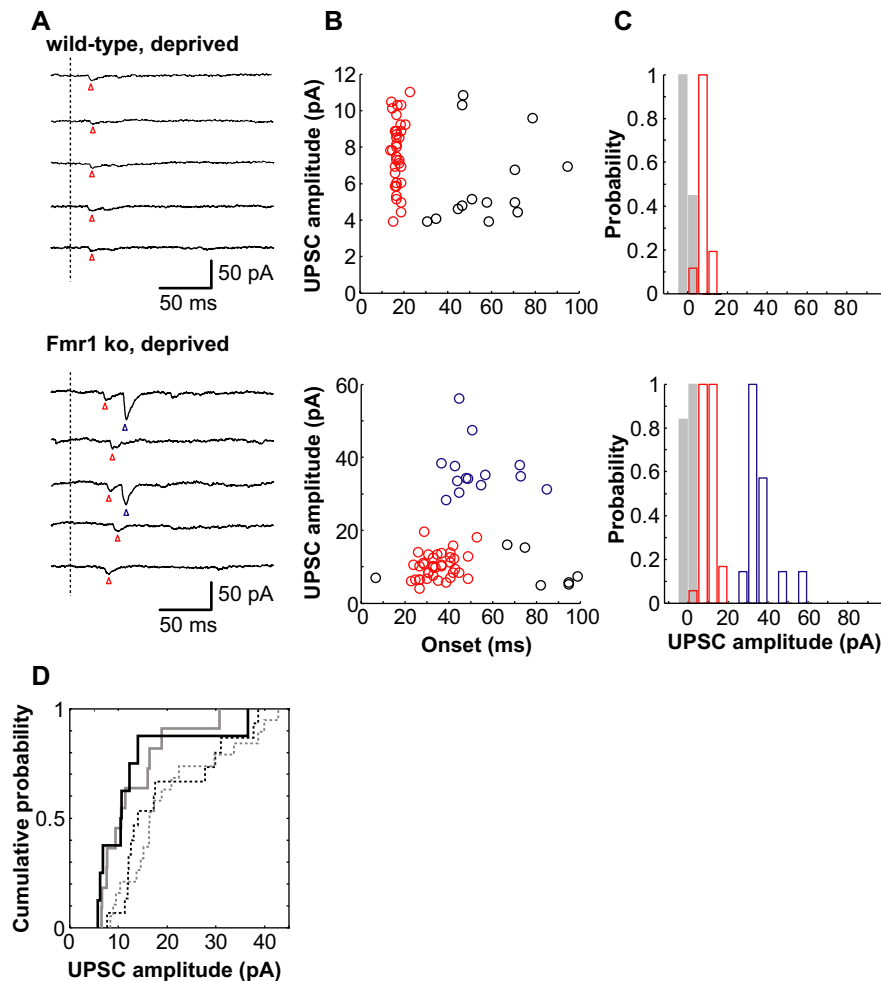 A
B
C
wild-type, deprived
50 pA
50 ms
UPSC amplitude (pA)
12
10
8
6
4
2
0
0
20
40
60
80
100
Probability
1
0.8
0.6
0.4
0.2
0
0
20
40
60
80
UPSC amplitude (pA)
Fmr1 ko, deprived
50 pA
50 ms
UPSC amplitude (pA)
60
40
20
0
0
20
40
60
80
100
Onset (ms)
Probability
1
0.8
0.6
0.4
0.2
0
0
20
40
60
80
UPSC amplitude (pA)
D
Cumulative probability
1
0.5
0
0
10
20
30
40
UPSC amplitude (pA)